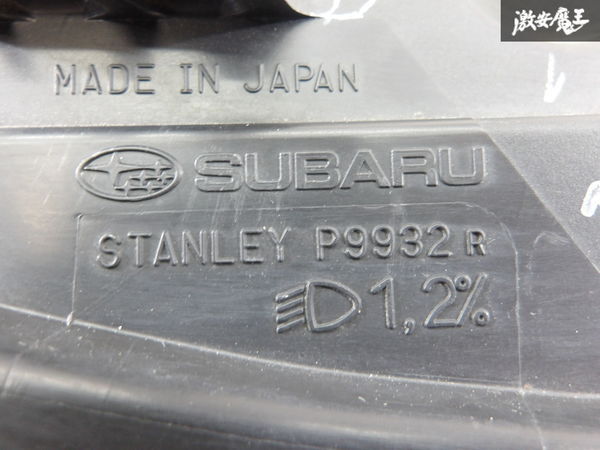 激安魔王
MADE IN JAPAN
SUBARU
STANLEY P9932 R
1,2%